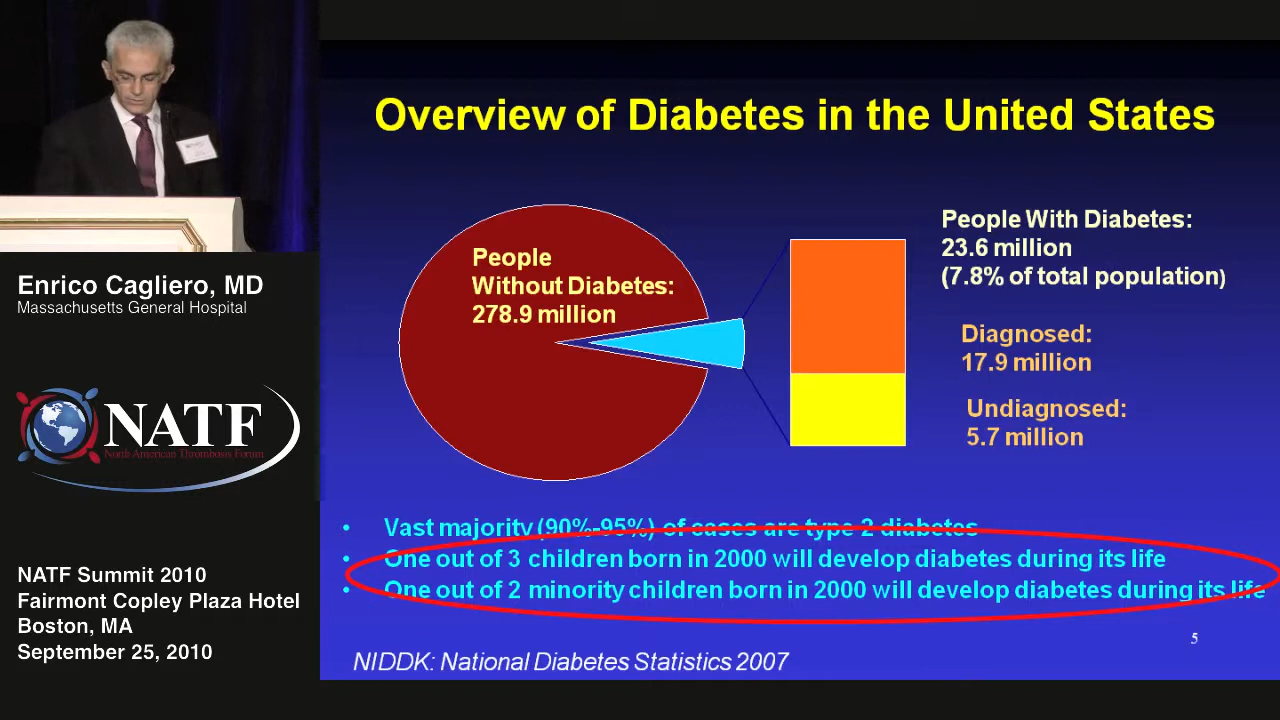 Overview of Diabetes in the United States
People
Without Diabetes:
278.9 million
People With Diabetes:
23.6 million
(7.8% of total population)
Diagnosed:
17.9 million
Undiagnosed:
5.7 million
• Vast majority (90%-95%) of cases are type 2 diabetes
• One out of 3 children born in 2000 will develop diabetes during its life
• One out of 2 minority children born in 2000 will develop diabetes during its life
5
NIDDK: National Diabetes Statistics 2007
Enrico Cagliero, MD
Massachusetts General Hospital
NATF
North American Thrombosis Forum
NATF Summit 2010
Fairmont Copley Plaza Hotel
Boston, MA
September 25, 2010